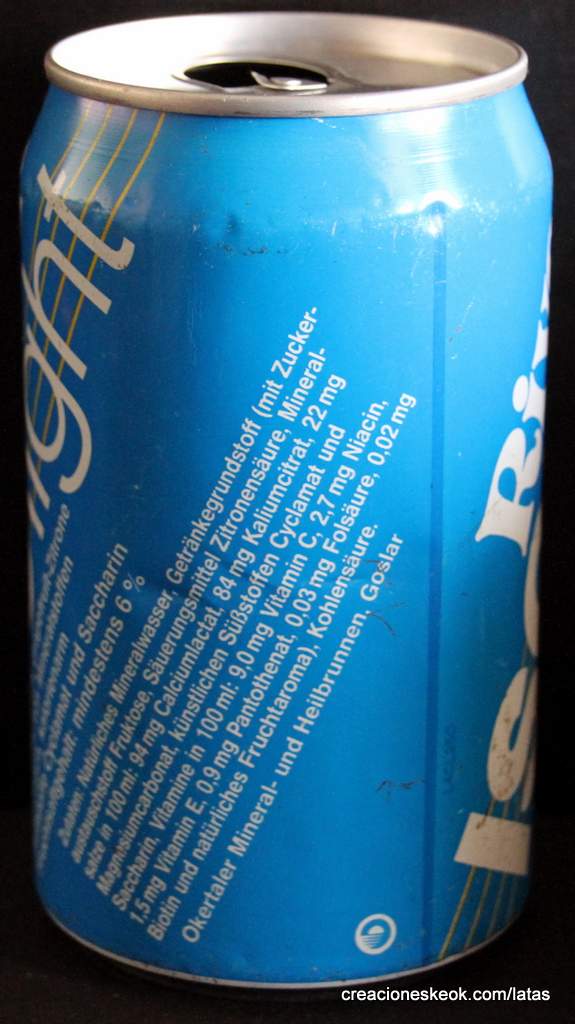 light
Cyclamat und Saccharin
mindestens 6 %
Zutaten: Natürliches Mineralwasser, Getränkegrundstoff (mit Zucker-
austauschstoff Fruktose, Säuerungsmittel Zitronensäure, Mineral-
salze in 100 ml: 94 mg Calciumlactat, 84 mg Kaliumcitrat, 22 mg
Magnesiumcarbonat, künstlichen Süßstoffen Cyclamat und
Saccharin, Vitamine in 100 ml: 9,0 mg Vitamin C, 2,7 mg Niacin,
1,5 mg Vitamin E, 0,9 mg Pantothenat, 0,03 mg Folsäure, 0,02 mg
Biotin und natürliches Fruchtaroma), Kohlensäure.
Okertaler Mineral- und Heilbrunnen, Goslar
creacioneskeok.com/latas